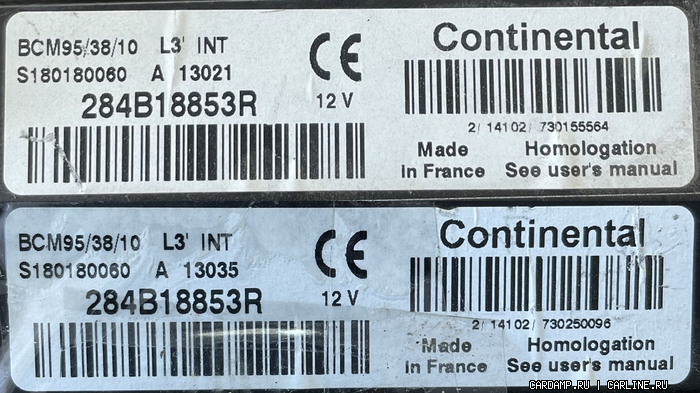 BCM95/38/10 L3' INT
S180180060 A 13021
284B18853R
12 V
CE
Continental
2/ 14102/ 730155564
Made in France
Homologation See user's manual
BCM95/38/10 L3' INT
S180180060 A 13035
284B18853R
12 V
CE
Continental
2/ 14102/ 730250096
Made in France
Homologation See user's manual
CARDAMP.RU | CARLINE.RU